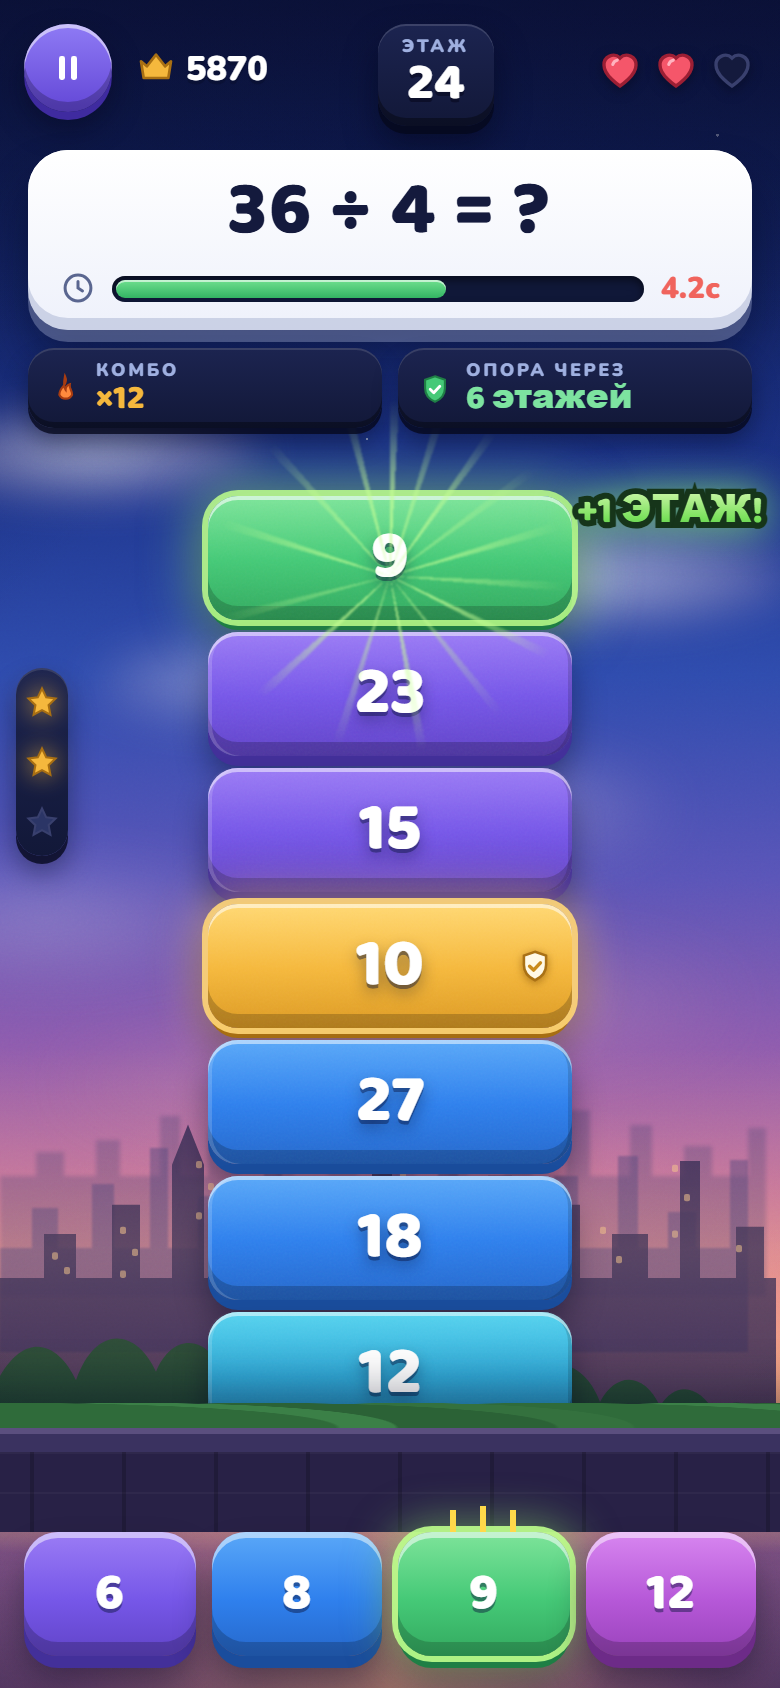 5870
ЭТАЖ
24
36 ÷ 4 = ?
4.2с
КОМБО
×12
ОПОРА ЧЕРЕЗ
6 этажей
+1 ЭТАЖ!
9
23
15
10
27
18
12
6 8 9 12